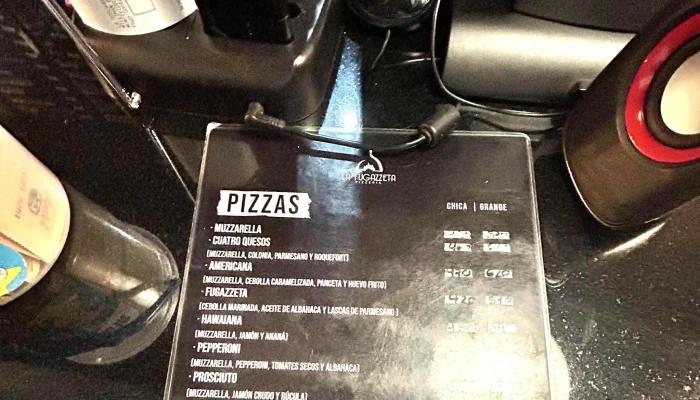 LA FUGAZZETA
PIZZERIA
PIZZAS
CHICA | GRANDE
· MUZZARELLA
· CUATRO QUESOS
(MUZZARELLA, COLONIA, PARMESANO Y ROQUEFORT)
· AMERICANA
(MUZZARELLA, CEBOLLA CARAMELIZADA, PANCETA Y HUEVO FRITO)
· FUGAZZETA
(CEBOLLA MARINADA, ACEITE DE ALBAHACA Y LASCAS DE PARMESANO )
· HAWAIANA
(MUZZARELLA, JAMÓN Y ANANÁ)
· PEPPERONI
(MUZZARELLA, PEPPERONI, TOMATES SECOS Y ALBAHACA)
· PROSCIUTO
(MUZZARELLA, JAMÓN CRUDO Y RÚCULA)